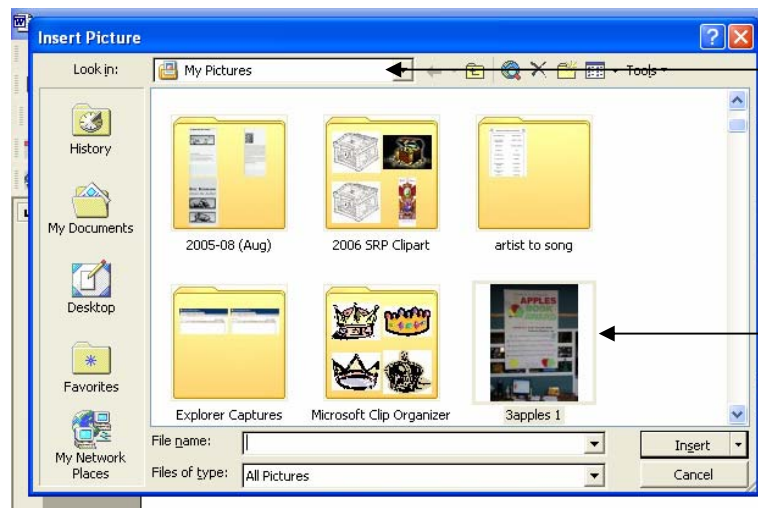 Insert Picture
Look in:
My Pictures
Tools
History
My Documents
Desktop
Favorites
My Network
Places
2005-08 (Aug)
2006 SRP Clipart
artist to song
Explorer Captures
Microsoft Clip Organizer
3apples 1
APPLES
BOOK
File name:
Insert
Files of type:
All Pictures
Cancel